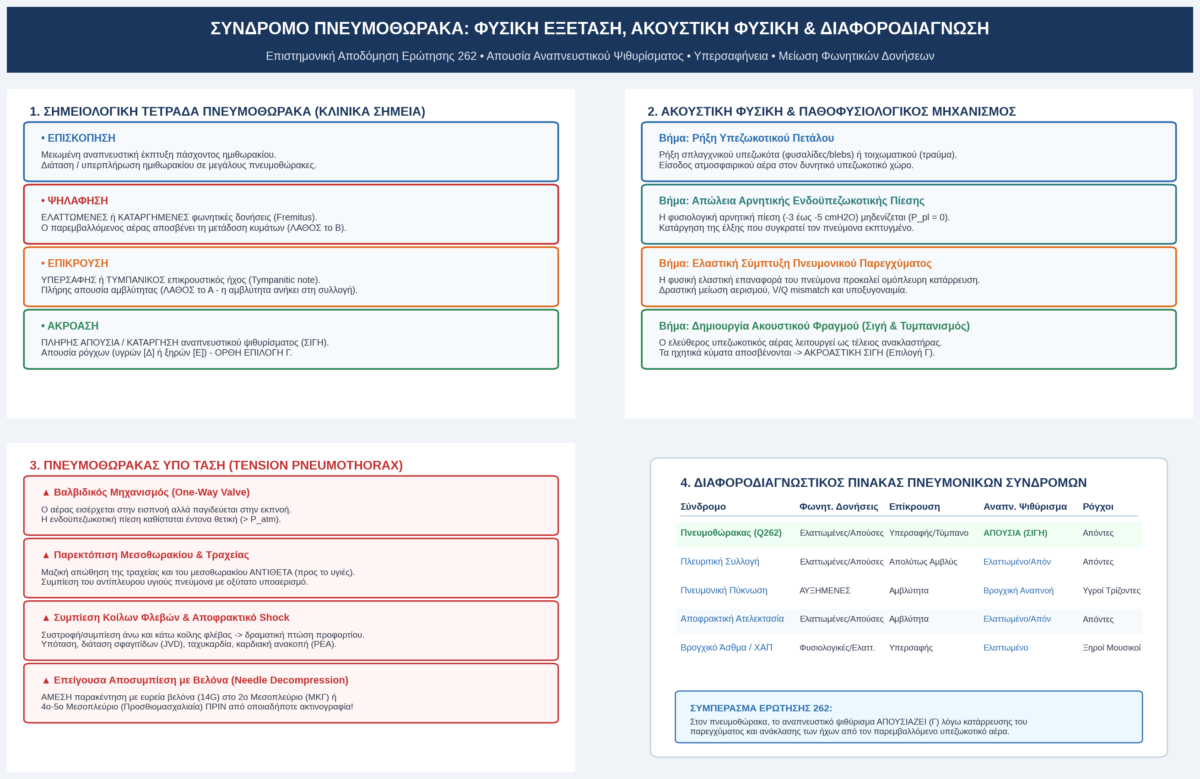 ΣΥΝΔΡΟΜΟ ΠΝΕΥΜΟΘΩΡΑΚΑ: ΦΥΣΙΚΗ ΕΞΕΤΑΣΗ, ΑΚΟΥΣΤΙΚΗ ΦΥΣΙΚΗ & ΔΙΑΦΟΡΟΔΙΑΓΝΩΣΗ
Επιστημονική Αποδόμηση Ερώτησης 262 • Απουσία Αναπνευστικού Ψιθυρίσματος • Υπερσαφήνεια • Μείωση Φωνητικών Δονήσεων
1. ΣΗΜΕΙΟΛΟΓΙΚΗ ΤΕΤΡΑΔΑ ΠΝΕΥΜΟΘΩΡΑΚΑ (ΚΛΙΝΙΚΑ ΣΗΜΕΙΑ)
• ΕΠΙΣΚΟΠΗΣΗ
Μειωμένη αναπνευστική έκπτυξη πάσχοντος ημιθωρακίου.
Διάταση / υπερπλήρωση ημιθωρακίου σε μεγάλους πνευμοθώρακες.
• ΨΗΛΑΦΗΣΗ
ΕΛΑΤΤΩΜΕΝΕΣ ή ΚΑΤΑΡΓΗΜΕΝΕΣ φωνητικές δονήσεις (Fremitus).
Ο παρεμβαλλόμενος αέρας αποσβένει τη μετάδοση κυμάτων (ΛΑΘΟΣ το Β).
• ΕΠΙΚΡΟΥΣΗ
ΥΠΕΡΣΑΦΗΣ ή ΤΥΜΠΑΝΙΚΟΣ επικρουστικός ήχος (Tympanitic note).
Πλήρης απουσία αμβλύτητας (ΛΑΘΟΣ το Α - η αμβλύτητα ανήκει στη συλλογή).
• ΑΚΡΟΑΣΗ
ΠΛΗΡΗΣ ΑΠΟΥΣΙΑ / ΚΑΤΑΡΓΗΣΗ αναπνευστικού ψιθυρίσματος (ΣΙΓΗ).
Απουσία ρόγχων (υγρών [Δ] ή ξηρών [Ε]) - ΟΡΘΗ ΕΠΙΛΟΓΗ Γ.
2. ΑΚΟΥΣΤΙΚΗ ΦΥΣΙΚΗ & ΠΑΘΟΦΥΣΙΟΛΟΓΙΚΟΣ ΜΗΧΑΝΙΣΜΟΣ
Βήμα: Ρήξη Υπεζωκοτικού Πετάλου
Ρήξη σπλαγχνικού υπεζωκότα (φυσαλίδες/blebs) ή τοιχωματικού (τραύμα).
Είσοδος ατμοσφαιρικού αέρα στον δυνητικό υπεζωκοτικό χώρο.
Βήμα: Απώλεια Αρνητικής Ενδοϋπεζωκοτικής Πίεσης
Η φυσιολογική αρνητική πίεση (-3 έως -5 cmH2O) μηδενίζεται (P_pl = 0).
Κατάργηση της έλξης που συγκρατεί τον πνεύμονα εκπτυγμένο.
Βήμα: Ελαστική Σύμπτυξη Πνευμονικού Παρεγχύματος
Η φυσική ελαστική επαναφορά του πνεύμονα προκαλεί ομόπλευρη κατάρρευση.
Δραστική μείωση αερισμού, V/Q mismatch και υποξυγοναιμία.
Βήμα: Δημιουργία Ακουστικού Φραγμού (Σιγή & Τυμπανισμός)
Ο ελεύθερος υπεζωκοτικός αέρας λειτουργεί ως τέλειος ανακλαστήρας.
Τα ηχητικά κύματα αποσβένονται -> ΑΚΡΟΑΣΤΙΚΗ ΣΙΓΗ (Επιλογή Γ).
3. ΠΝΕΥΜΟΘΩΡΑΚΑΣ ΥΠΟ ΤΑΣΗ (TENSION PNEUMOTHORAX)
▲ Βαλβιδικός Μηχανισμός (One-Way Valve)
Ο αέρας εισέρχεται στην εισπνοή αλλά παγιδεύεται στην εκπνοή.
Η ενδοϋπεζωκοτική πίεση καθίσταται έντονα θετική (> P_atm).
▲ Παρεκτόπιση Μεσοθωρακίου & Τραχείας
Μαζική απώθηση της τραχείας και του μεσοθωρακίου ΑΝΤΙΘΕΤΑ (προς το υγιές).
Συμπίεση του αντίπλευρου υγιούς πνεύμονα με οξύτατο υποαερισμό.
▲ Συμπίεση Κοίλων Φλεβών & Αποφρακτικό Shock
Συστροφή/συμπίεση άνω και κάτω κοίλης φλέβας -> δραματική πτώση προφορτίου.
Υπόταση, διάταση σφαγιτίδων (JVD), ταχυκαρδία, καρδιακή ανακοπή (PEA).
▲ Επείγουσα Αποσυμπίεση με Βελόνα (Needle Decompression)
ΑΜΕΣΗ παρακέντηση με ευρεία βελόνα (14G) στο 2ο Μεσοπλεύριο (ΜΚΓ) ή
4ο-5ο Μεσοπλεύριο (Προσθιομασχαλιαία) ΠΡΙΝ από οποιαδήποτε ακτινογραφία!
4. ΔΙΑΦΟΡΟΔΙΑΓΝΩΣΤΙΚΟΣ ΠΙΝΑΚΑΣ ΠΝΕΥΜΟΝΙΚΩΝ ΣΥΝΔΡΟΜΩΝ
Σύνδρομο Φωνητ. Δονήσεις Επίκρουση Αναπν. Ψιθύρισμα Ρόγχοι
Πνευμοθώρακας (Q262) Ελαττωμένες/Απούσες Υπερσαφής/Τύμπανο ΑΠΟΥΣΙΑ (ΣΙΓΗ) Απόντες
Πλευριτική Συλλογή Ελαττωμένες/Απούσες Απολύτως Αμβλύς Ελαττωμένο/Απόν Απόντες
Πνευμονική Πύκνωση ΑΥΞΗΜΕΝΕΣ Αμβλύτητα Βρογχική Αναπνοή Υγροί Τρίζοντες
Αποφρακτική Ατελεκτασία Ελαττωμένες/Απούσες Αμβλύτητα Ελαττωμένο/Απόν Απόντες
Βρογχικό Άσθμα / ΧΑΠ Φυσιολογικές/Ελαττ. Υπερσαφής Ελαττωμένο Ξηροί Μουσικοί
ΣΥΜΠΕΡΑΣΜΑ ΕΡΩΤΗΣΗΣ 262:
Στον πνευμοθώρακα, το αναπνευστικό ψιθύρισμα ΑΠΟΥΣΙΑΖΕΙ (Γ) λόγω κατάρρευσης του
παρεγχύματος και ανάκλασης των ήχων από τον παρεμβαλλόμενο υπεζωκοτικό αέρα.